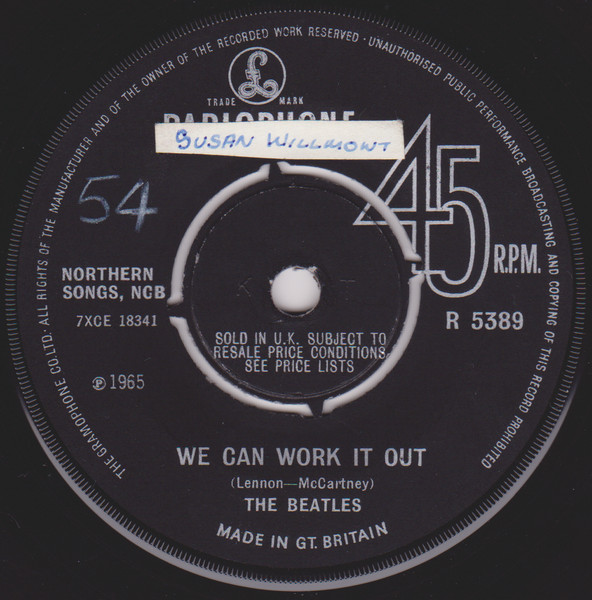 THE GRAMOPHONE CO. LTD. · ALL RIGHTS OF THE MANUFACTURER AND OF THE OWNER OF THE RECORDED WORK RESERVED · UNAUTHORISED PUBLIC PERFORMANCE BROADCASTING AND COPYING OF THIS RECORD PROHIBITED
£
TRADE MARK
PARLOPHONE
SUSAN WILLMONT
54
45
R.P.M.
NORTHERN
SONGS, NCB
7XCE 18341
R 5389
K T
SOLD IN U.K. SUBJECT TO
RESALE PRICE CONDITIONS,
SEE PRICE LISTS
℗ 1965
WE CAN WORK IT OUT
(Lennon—McCartney)
THE BEATLES
MADE IN GT. BRITAIN